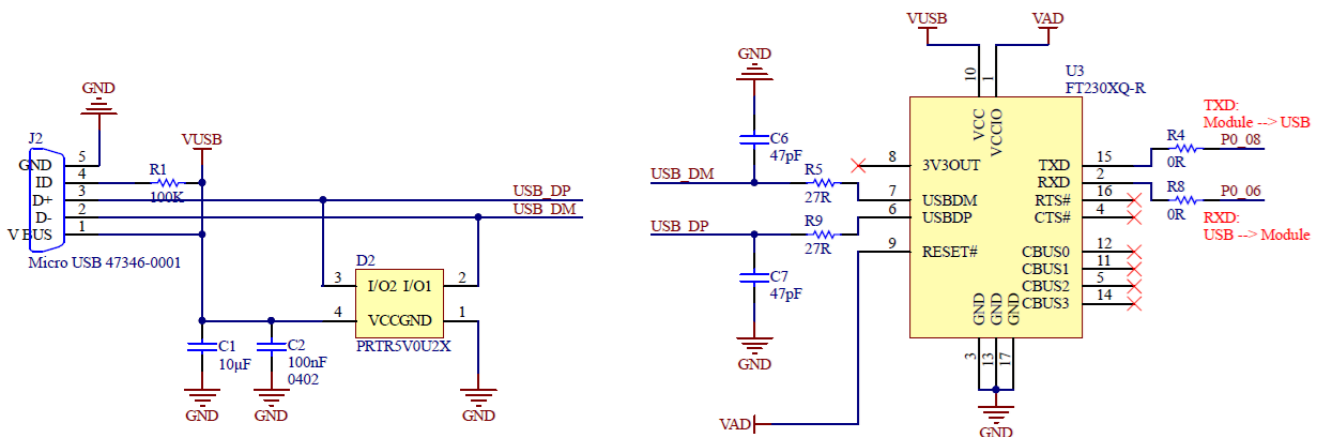 GND
J2
GND
ID
D+
D-
V BUS
5
4
3
2
1
Micro USB 47346-0001
R1
100K
VUSB
USB_DP
USB_DM
D2
3
I/O2 I/O1
2
4
VCCGND
1
PRTR5V0U2X
C1
10µF
C2
100nF
0402
GND
GND
GND
VUSB
VAD
GND
10
1
U3
FT230XQ-R
C6
47pF
VCC
VCCIO
TXD:
Module --> USB
R4
P0_08
0R
8
3V3OUT
TXD
15
USB_DM
R5
27R
7
USBDM
RXD
2
6
USBDP
RTS#
16
CTS#
4
R8
P0_06
0R
RXD:
USB --> Module
USB_DP
R9
27R
9
RESET#
CBUS0
12
CBUS1
11
CBUS2
5
CBUS3
14
C7
47pF
GND
GND
GND
GND
3
13
17
GND
VAD